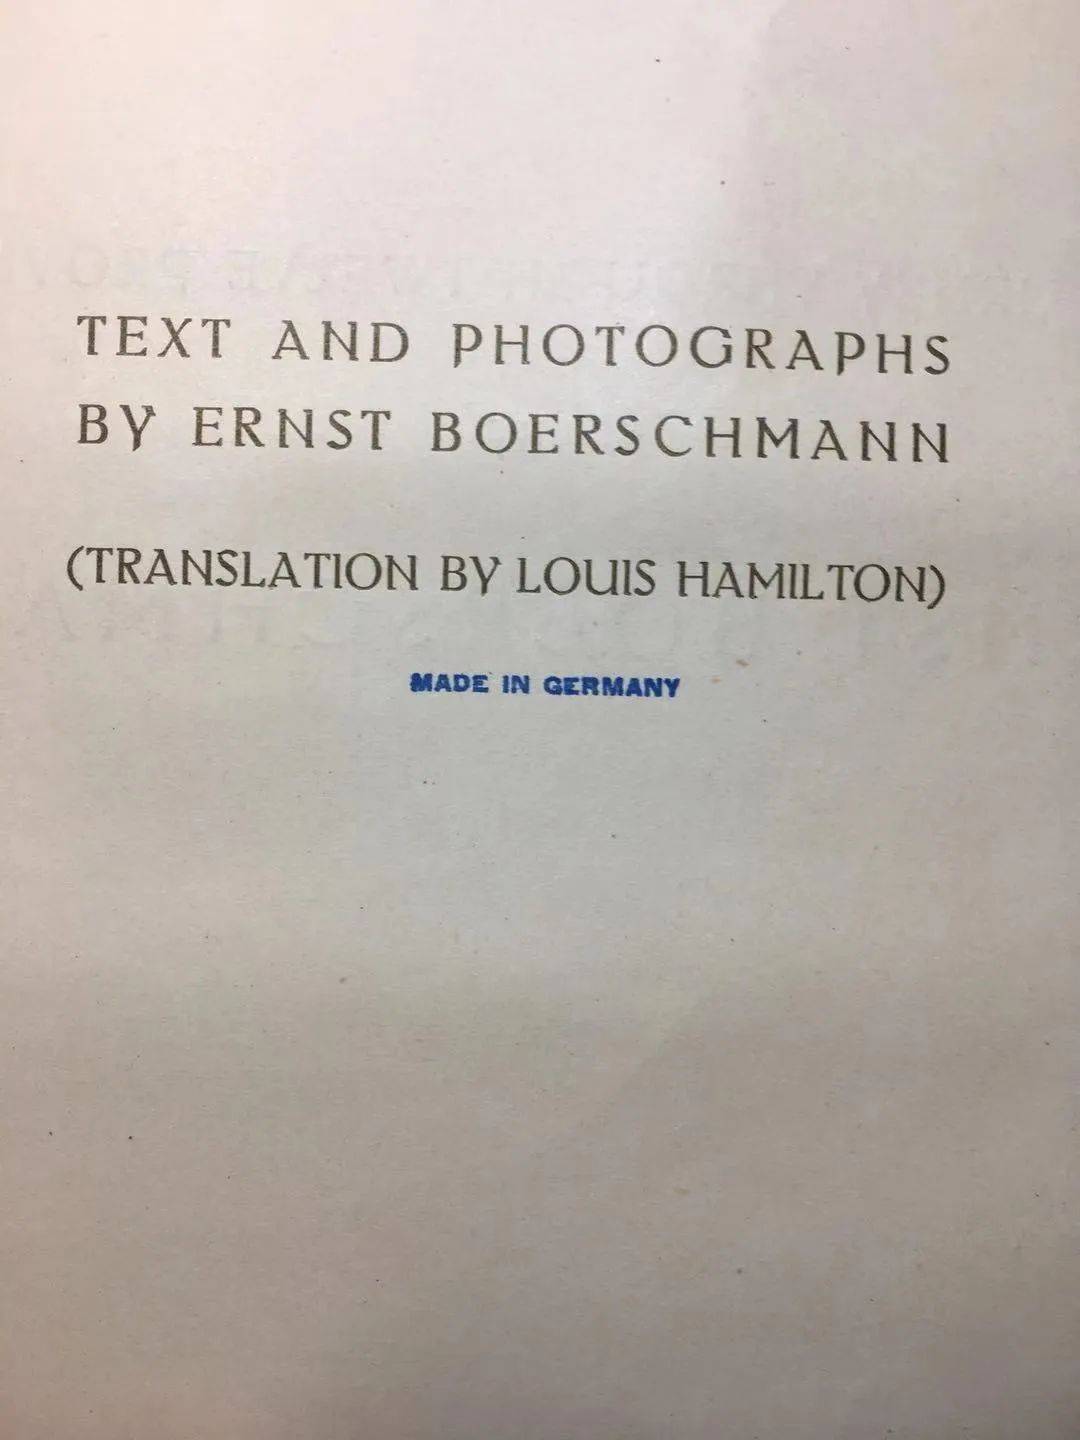 TEXT AND PHOTOGRAPHS
BY ERNST BOERSCHMANN
(TRANSLATION BY LOUIS HAMILTON)
MADE IN GERMANY